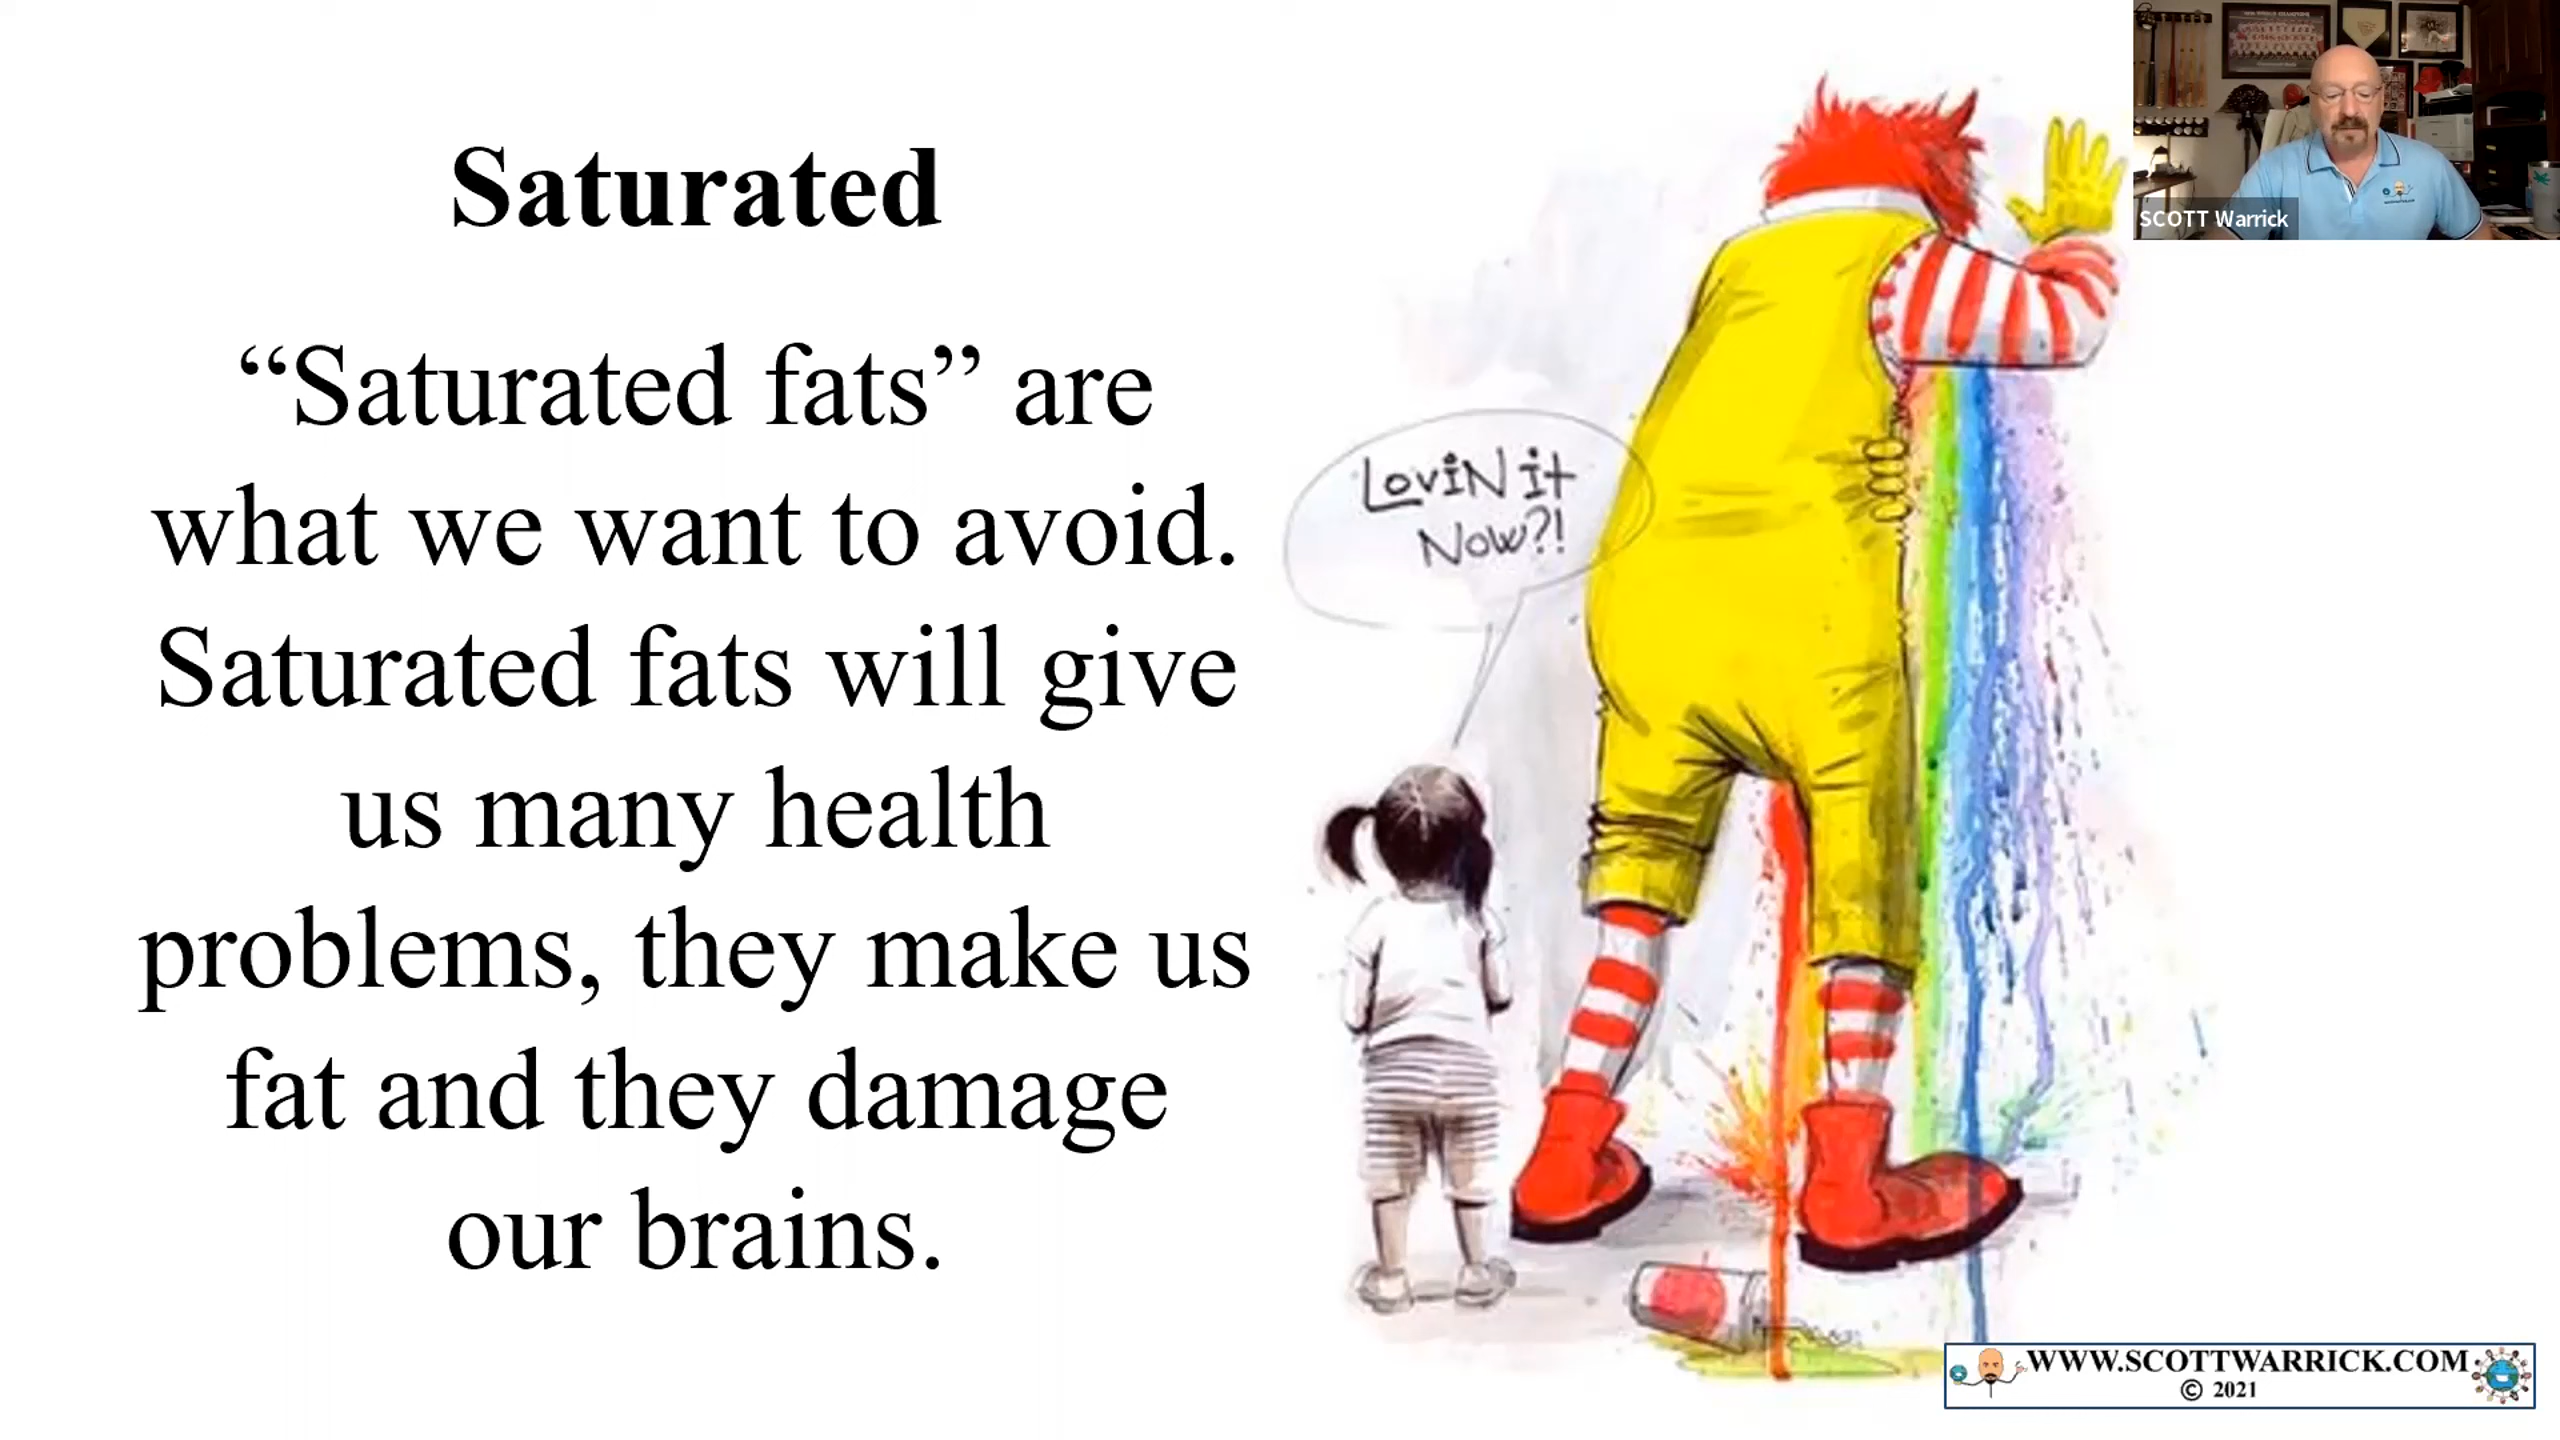 Saturated
“Saturated fats” are
what we want to avoid.
Saturated fats will give
us many health
problems, they make us
fat and they damage
our brains.
LoviN it
Now?!
SCOTT Warrick
WWW.SCOTTWARRICK.COM
© 2021